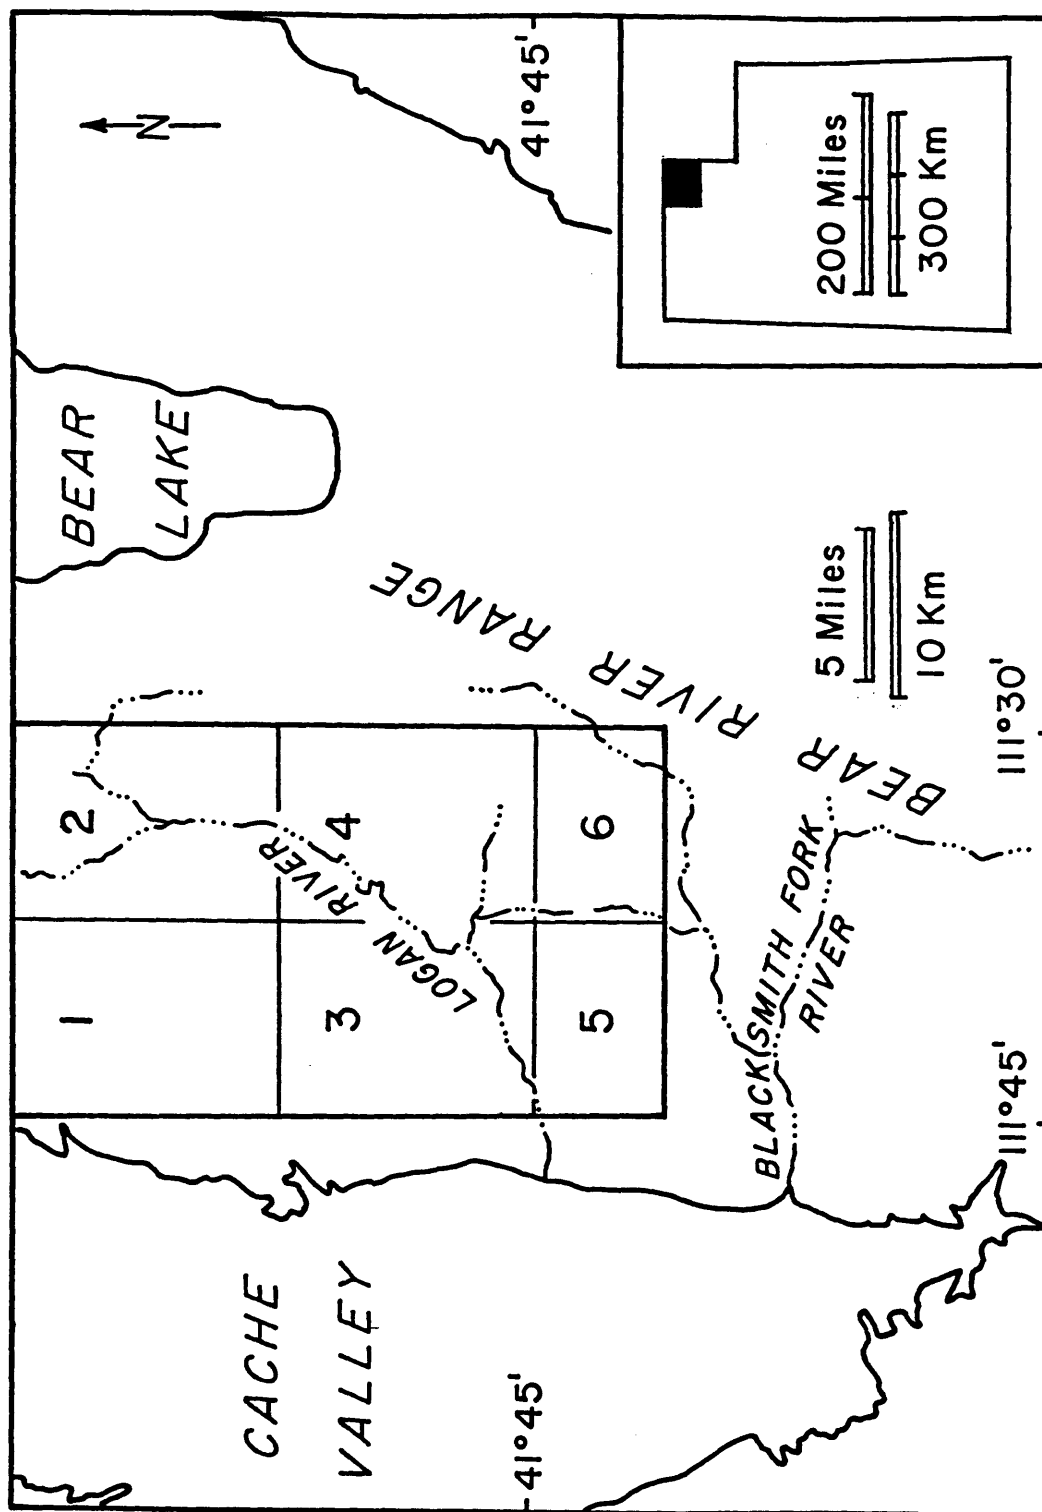 CACHE
VALLEY
BEAR
LAKE
N
1
2
3
4
5
6
LOGAN RIVER
BEAR RIVER RANGE
BLACKSMITH FORK
RIVER
41°45'
41°45'
111°45'
111°30'
5 Miles
10 Km
200 Miles
300 Km